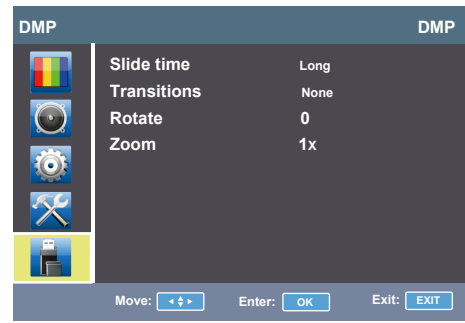 DMP DMP
Slide time Long
Transitions None
Rotate 0
Zoom 1x
Move: Enter: OK Exit: EXIT